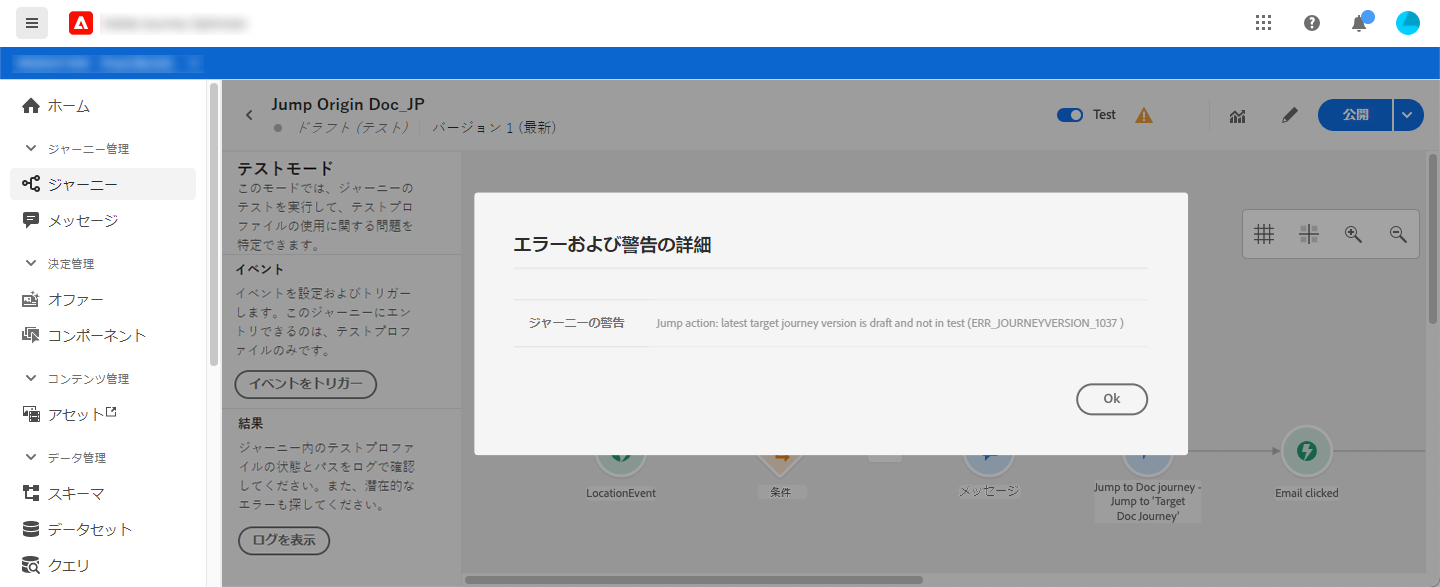 ホーム
ジャーニー管理
ジャーニー
メッセージ
決定管理
オファー
コンポーネント
コンテンツ管理
アセット
データ管理
スキーマ
データセット
クエリ
Jump Origin Doc_JP
ドラフト (テスト)
バージョン 1 (最新)
Test
公開
テストモード
このモードでは、ジャーニーの
テストを実行して、テストプロ
ファイルの使用に関する問題を
特定できます。
イベント
イベントを設定およびトリガー
します。このジャーニーにエン
トリできるのは、テストプロフ
ァイルのみです。
イベントをトリガー
結果
ジャーニー内のテストプロファ
イルの状態とパスをログで確認
してください。また、潜在的な
エラーも探してください。
ログを表示
エラーおよび警告の詳細
ジャーニーの警告
Jump action: latest target journey version is draft and not in test (ERR_JOURNEYVERSION_1037 )
Ok
LocationEvent
条件
メッセージ
Jump to Doc journey -
Jump to 'Target
Doc Journey'
Email clicked